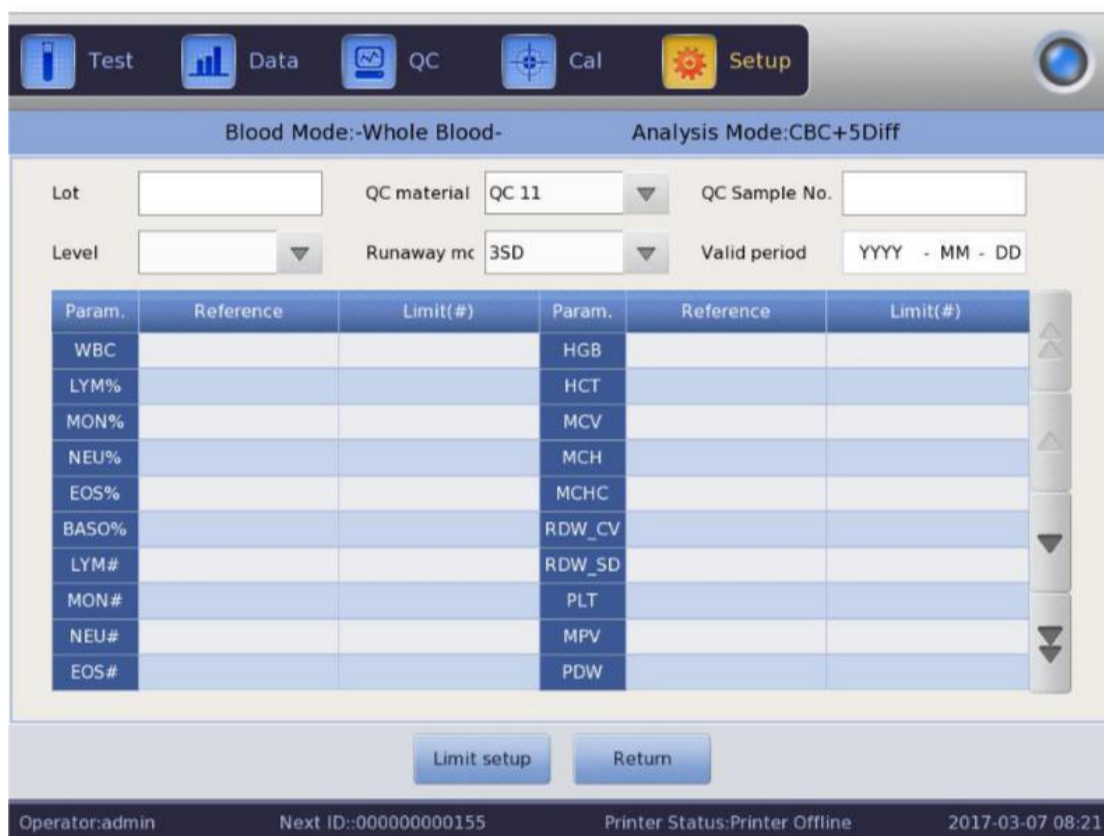 Test Data QC Cal Setup
Blood Mode:-Whole Blood- Analysis Mode:CBC+5Diff
Lot QC material QC 11 QC Sample No.
Level Runaway mc 3SD Valid period YYYY - MM - DD
Param. Reference Limit(#) Param. Reference Limit(#)
WBC HGB
LYM% HCT
MON% MCV
NEU% MCH
EOS% MCHC
BASO% RDW_CV
LYM# RDW_SD
MON# PLT
NEU# MPV
EOS# PDW
Limit setup Return
Operator:admin Next ID::000000000155 Printer Status:Printer Offline 2017-03-07 08:21